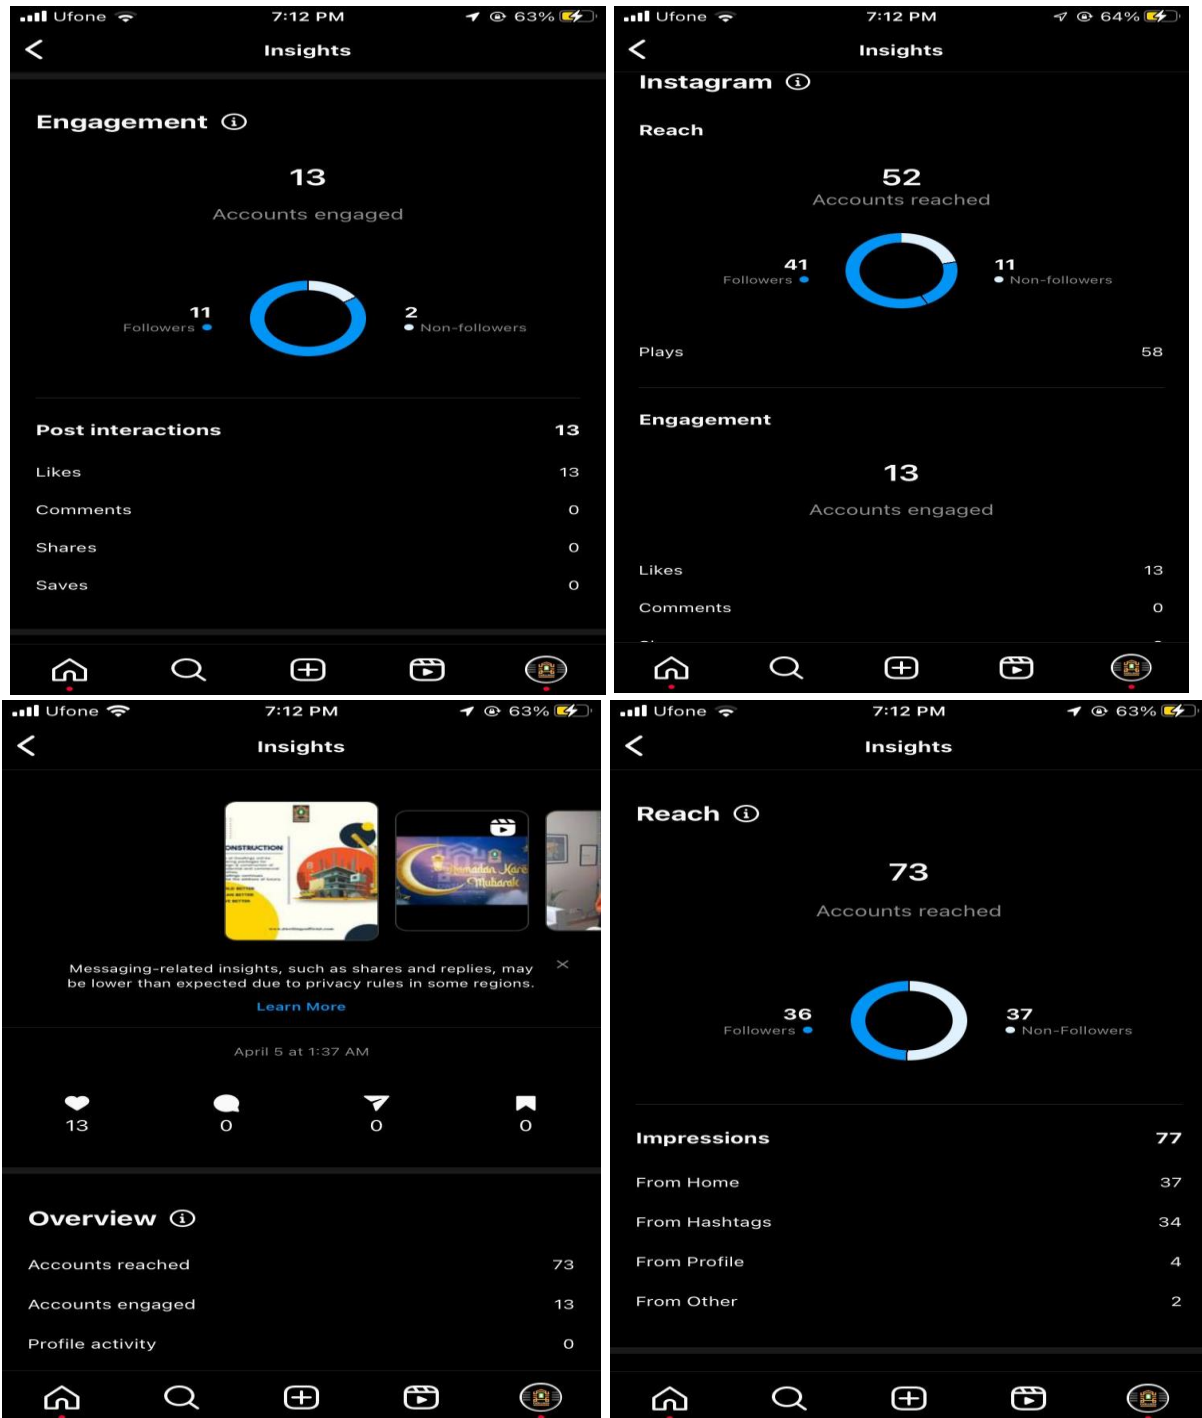 Ufone 7:12 PM 63%
Insights
Engagement
13
Accounts engaged
11
Followers
2
Non-followers
Post interactions 13
Likes 13
Comments 0
Shares 0
Saves 0
Ufone 7:12 PM 64%
Insights
Instagram
Reach
52
Accounts reached
41
Followers
11
Non-followers
Plays 58
Engagement
13
Accounts engaged
Likes 13
Comments 0
Ufone 7:12 PM 63%
Insights
ONSTRUCTION
Ramadan Kare
Mubarak
Messaging-related insights, such as shares and replies, may
be lower than expected due to privacy rules in some regions.
Learn More
April 5 at 1:37 AM
13 0 0 0
Overview
Accounts reached 73
Accounts engaged 13
Profile activity 0
Ufone 7:12 PM 63%
Insights
Reach
73
Accounts reached
36
Followers
37
Non-Followers
Impressions 77
From Home 37
From Hashtags 34
From Profile 4
From Other 2